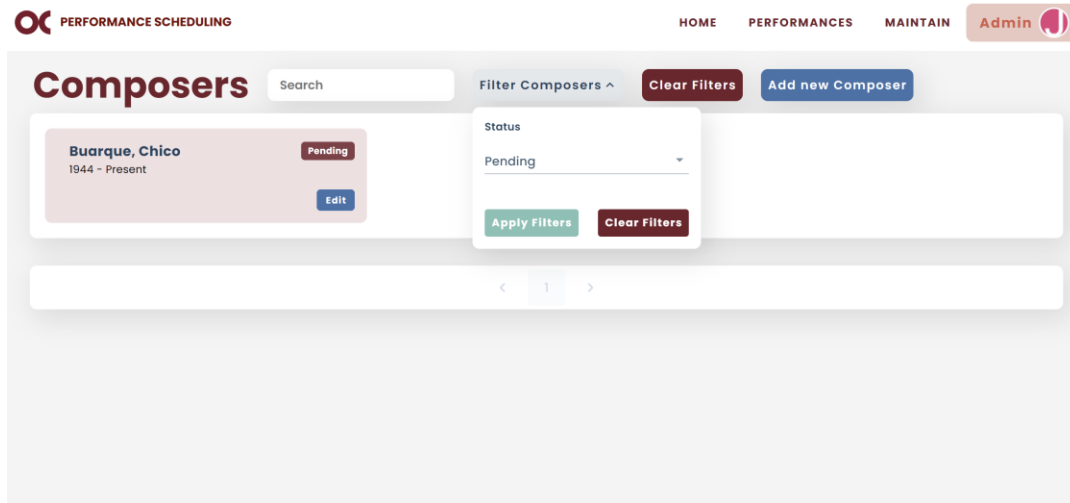 OC PERFORMANCE SCHEDULING
HOME PERFORMANCES MAINTAIN Admin J
Composers Search Filter Composers Clear Filters Add new Composer
Buarque, Chico Pending
1944 - Present
Edit
Status
Pending
Apply Filters Clear Filters
< 1 >